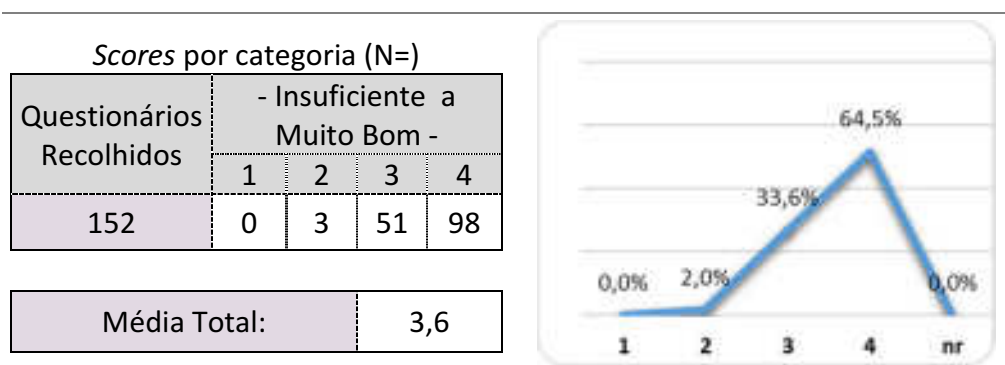 Scores por categoria (N=)
Questionários Recolhidos
- Insuficiente a
Muito Bom -
1 2 3 4
152 0 3 51 98
Média Total: 3,6
64,5%
33,6%
0,0% 2,0% 0,0%
1 2 3 4 nr